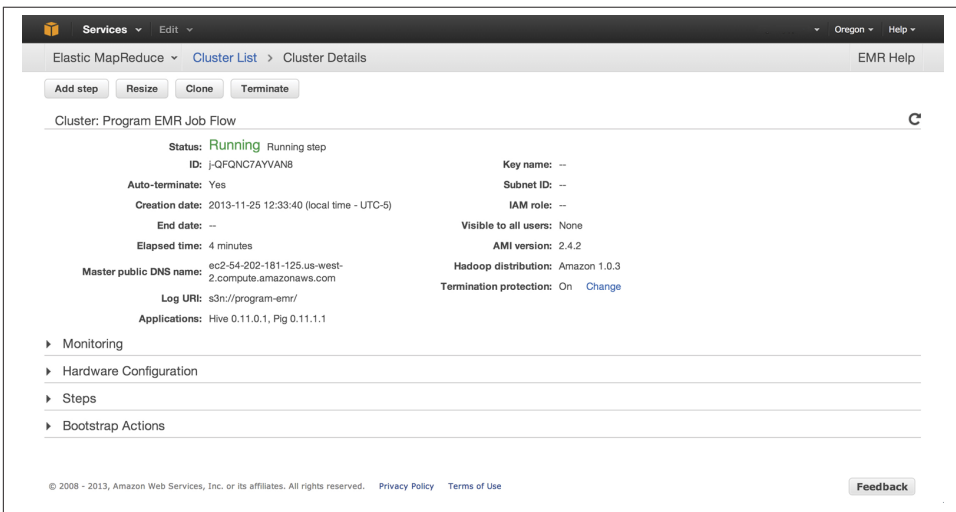 Services Edit Oregon Help
Elastic MapReduce Cluster List > Cluster Details EMR Help
Add step Resize Clone Terminate
Cluster: Program EMR Job Flow
Status: Running Running step
ID: j-QFQNC7AYVAN8 Key name: --
Auto-terminate: Yes Subnet ID: --
Creation date: 2013-11-25 12:33:40 (local time - UTC-5) IAM role: --
End date: -- Visible to all users: None
Elapsed time: 4 minutes AMI version: 2.4.2
Master public DNS name: ec2-54-202-181-125.us-west-
2.compute.amazonaws.com Hadoop distribution: Amazon 1.0.3
Termination protection: On Change
Log URI: s3n://program-emr/
Applications: Hive 0.11.0.1, Pig 0.11.1.1
Monitoring
Hardware Configuration
Steps
Bootstrap Actions
© 2008 - 2013, Amazon Web Services, Inc. or its affiliates. All rights reserved. Privacy Policy Terms of Use Feedback